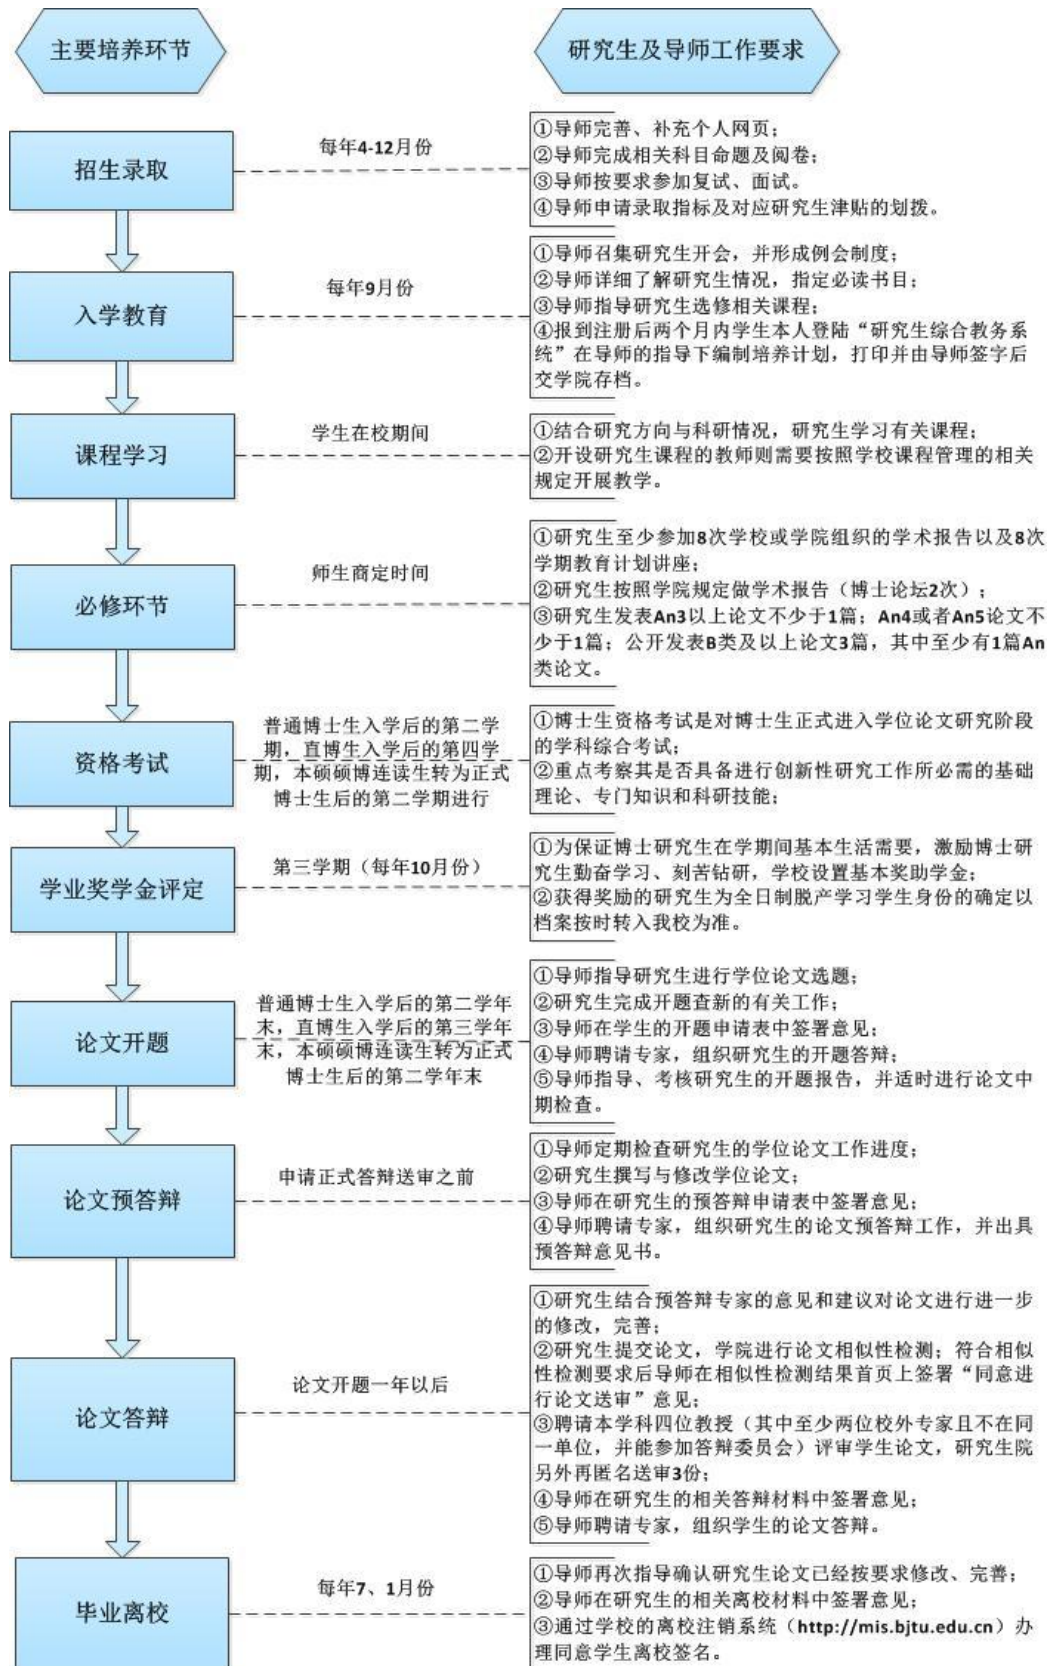 主要培养环节
研究生及导师工作要求
招生录取
每年4-12月份
①导师完善、补充个人网页；
②导师完成相关科目命题及阅卷；
③导师按要求参加复试、面试。
④导师申请录取指标及对应研究生津贴的划拨。
入学教育
每年9月份
①导师召集研究生开会，并形成例会制度；
②导师详细了解研究生情况，指定必读书目；
③导师指导研究生选修相关课程；
④报到注册后两个月内学生本人登陆“研究生综合教务系
统”在导师的指导下编制培养计划，打印并由导师签字后
交学院存档。
课程学习
学生在校期间
①结合研究方向与科研情况，研究生学习有关课程；
②开设研究生课程的教师则需要按照学校课程管理的相关
规定开展教学。
必修环节
师生商定时间
①研究生至少参加8次学校或学院组织的学术报告以及8次
学期教育计划讲座；
②研究生按照学院规定做学术报告（博士论坛2次）；
③研究生发表An3以上论文不少于1篇；An4或者An5论文不
少于1篇；公开发表B类及以上论文3篇，其中至少有1篇An
类论文。
资格考试
普通博士生入学后的第二学
期，直博生入学后的第四学
期，本硕硕博连读生转为正式
博士生后的第二学期进行
①博士生资格考试是对博士生正式进入学位论文研究阶段
的学科综合考试；
②重点考察其是否具备进行创新性研究工作所必需的基础
理论、专门知识和科研技能；
学业奖学金评定
第三学期（每年10月份）
①为保证博士研究生在学期间基本生活需要，激励博士研
究生勤奋学习、刻苦钻研，学校设置基本奖助学金；
②获得奖励的研究生为全日制脱产学习学生身份的确定以
档案按时转入我校为准。
论文开题
普通博士生入学后的第二学年
末，直博生入学后的第三学年
末，本硕硕博连读生转为正式
博士生后的第二学年末
①导师指导研究生进行学位论文选题；
②研究生完成开题查新的有关工作；
③导师在学生的开题申请表中签署意见；
④导师聘请专家，组织研究生的开题答辩；
⑤导师指导、考核研究生的开题报告，并适时进行论文中
期检查。
论文预答辩
申请正式答辩送审之前
①导师定期检查研究生的学位论文工作进度；
②研究生撰写与修改学位论文；
③导师在研究生的预答辩申请表中签署意见；
④导师聘请专家，组织研究生的论文预答辩工作，并出具
预答辩意见书。
论文答辩
论文开题一年以后
①研究生结合预答辩专家的意见和建议对论文进行进一步
的修改，完善；
②研究生提交论文，学院进行论文相似性检测；符合相似
性检测要求后导师在相似性检测结果首页上签署“同意进
行论文送审”意见；
③聘请本学科四位教授（其中至少两位校外专家且不在同
一单位，并能参加答辩委员会）评审学生论文，研究生院
另外再匿名送审3份；
④导师在研究生的相关答辩材料中签署意见；
⑤导师聘请专家，组织学生的论文答辩。
毕业离校
每年7、1月份
①导师再次指导确认研究生论文已经按要求修改、完善；
②导师在研究生的相关离校材料中签署意见；
③通过学校的离校注销系统（http://mis.bjtu.edu.cn）办
理同意学生离校签名。